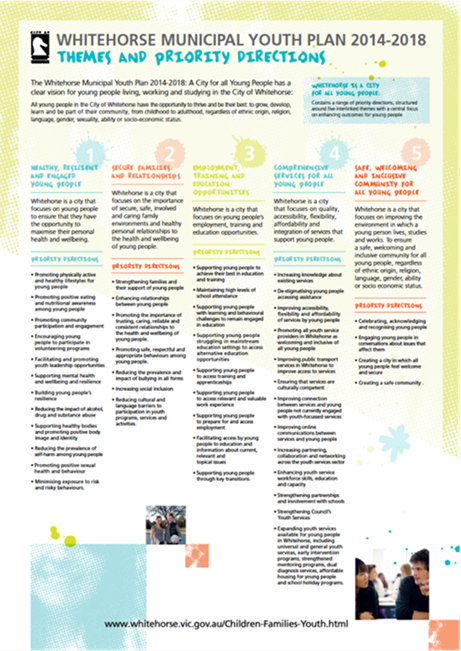 CITY OF
WHITEHORSE MUNICIPAL YOUTH PLAN 2014-2018
THEMES AND PRIORITY DIRECTIONS
The Whitehorse Municipal Youth Plan 2014-2018: A City for all Young People has a
clear vision for young people living, working and studying in the City of Whitehorse:
All young people in the City of Whitehorse have the opportunity to thrive and be their best: to grow, develop,
learn and be part of their community, from childhood to adulthood, regardless of ethnic origin, religion,
language, gender, sexuality, ability or socio-economic status.
WHITEHORSE IS A CITY
FOR ALL YOUNG PEOPLE.
Contains a range of priority directions, structured
around five interlinked themes with a central focus
on enhancing outcomes for young people.
1
HEALTHY, RESILIENT
AND ENGAGED
YOUNG PEOPLE
Whitehorse is a city that
focuses on young people
to ensure that they have
the opportunity to
maximise their personal
health and wellbeing.
PRIORITY DIRECTIONS
• Promoting physically active
and healthy lifestyles for
young people
• Promoting positive eating
and nutritional awareness
among young people
• Promoting community
participation and engagement
• Encouraging young
people to participate in
volunteering programs
• Facilitating and promoting
youth leadership opportunities
• Supporting mental health
and wellbeing and resilience
• Building young people's
resilience
• Reducing the impact of alcohol,
drug and substance abuse
• Supporting healthy bodies
and promoting positive body
image and identity
• Reducing the prevalence of
self-harm among young people
• Promoting positive sexual
health and behaviour
• Minimising exposure to risk
and risky behaviours.
2
SECURE FAMILIES
AND RELATIONSHIPS
Whitehorse is a city that
focuses on the importance
of secure, safe, involved
and caring family
environments and healthy
personal relationships to
the health and wellbeing
of young people.
PRIORITY DIRECTIONS
• Strengthening families and
their support of young people
• Enhancing relationships
between young people
• Promoting the importance of
trusting, caring, reliable and
consistent relationships to
the health and wellbeing of
young people.
• Promoting safe, respectful and
appropriate behaviours among
young people.
• Reducing the prevalence and
impact of bullying in all forms
• Increasing social inclusion
• Reducing cultural and
language barriers to
participation in youth
programs, services and
activities.
3
EMPLOYMENT,
TRAINING AND
EDUCATION
OPPORTUNITIES
Whitehorse is a city that
focuses on young people's
employment, training and
education opportunities.
PRIORITY DIRECTIONS
• Supporting young people to
achieve their best in education
and training
• Maintaining high levels of
school attendance
• Supporting young people
with learning and behavioural
challenges to remain engaged
in education
• Supporting young people
struggling in mainstream
education settings to access
alternative education
opportunities
• Supporting young people
to access training and
apprenticeships
• Supporting young people
to access relevant and valuable
work experience
• Supporting young people
to prepare for and access
employment
• Facilitating access by young
people to education and
information about current,
relevant and
topical issues
• Supporting young people
through key transitions.
4
COMPREHENSIVE
SERVICES FOR ALL
YOUNG PEOPLE
Whitehorse is a city
that focuses on quality,
accessibility, flexibility,
affordability and
integration of services that
support young people.
PRIORITY DIRECTIONS
• Increasing knowledge about
existing services
• De-stigmatising young people
accessing assistance
• Improving accessibility,
flexibility and affordability
of services by young people
• Promoting all youth service
providers in Whitehorse as
welcoming and inclusive of
all young people
• Improving public transport
services in Whitehorse to
improve access to services
• Ensuring that services are
culturally competent
• Improving connection
between services and young
people not currently engaged
with youth-focused services
• Improving online
communications between
services and young people
• Increasing partnering,
collaboration and networking
across the youth services sector
• Enhancing youth service
workforce skills, education
and capacity
• Strengthening partnerships
and involvement with schools
• Strengthening Council's
Youth Services
• Expanding youth services
available for young people
in Whitehorse, including
universal and general youth
services, early intervention
programs, strengthened
mentoring programs, dual
diagnosis services, affordable
housing for young people
and school holiday programs.
5
SAFE, WELCOMING
AND INCLUSIVE
COMMUNITY FOR
ALL YOUNG PEOPLE
Whitehorse is a city that
focuses on improving the
environment in which a
young person lives, studies
and works. To ensure
a safe, welcoming and
inclusive community for all
young people, regardless
of ethnic origin, religion,
language, gender, ability
or socio economic status.
PRIORITY DIRECTIONS
• Celebrating, acknowledging
and recognising young people
• Engaging young people in
conversations about issues that
affect them
• Creating a city in which all
young people feel welcome
and secure
• Creating a safe community .
www.whitehorse.vic.gov.au/Children-Families-Youth.html